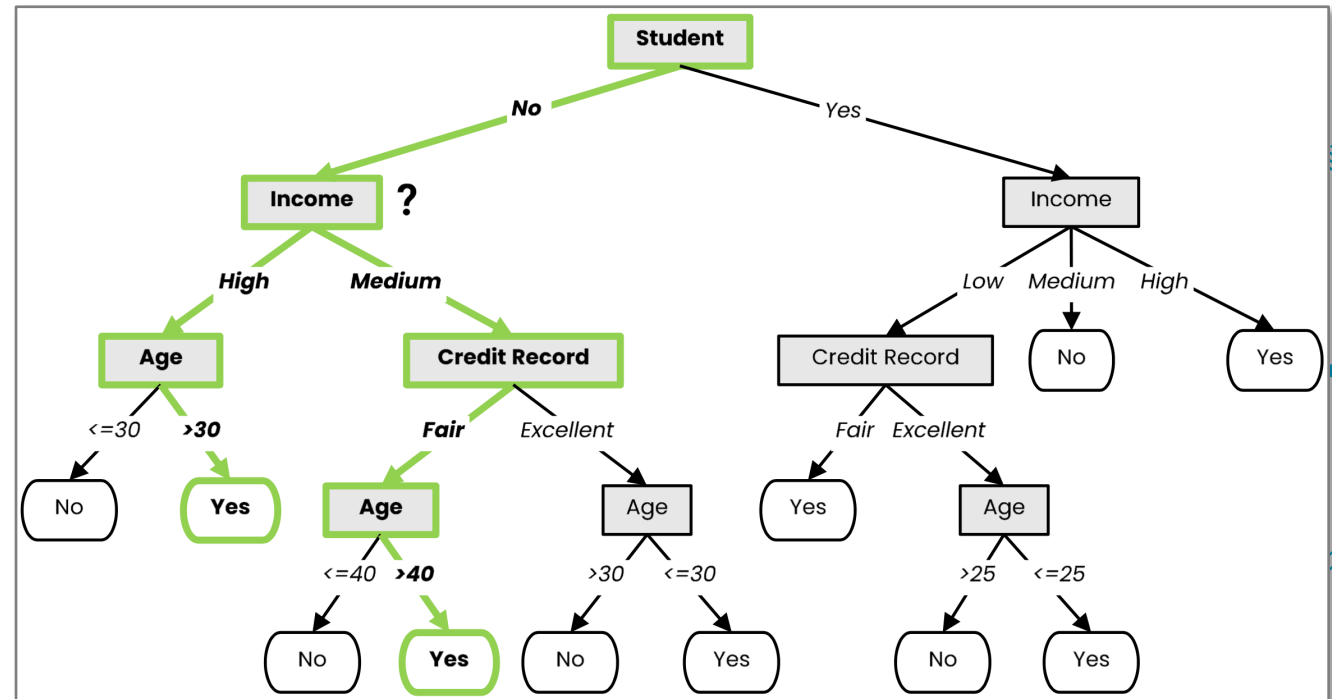 Student
No
Yes
Income ?
Income
High
Medium
Low
Medium
High
Age
Credit Record
Credit Record
No
Yes
<=30
>30
Fair
Excellent
Fair
Excellent
No
Yes
Age
Age
Yes
Age
<=40
>40
>30
<=30
>25
<=25
No
Yes
No
Yes
No
Yes